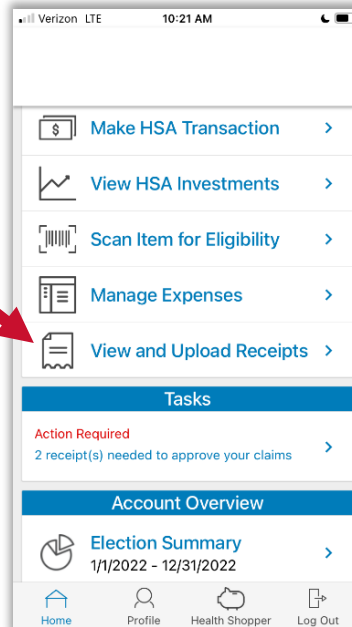 Verizon LTE 10:21 AM
Make HSA Transaction
View HSA Investments
Scan Item for Eligibility
Manage Expenses
View and Upload Receipts
Tasks
Action Required
2 receipt(s) needed to approve your claims
Account Overview
Election Summary
1/1/2022 - 12/31/2022
Home Profile Health Shopper Log Out